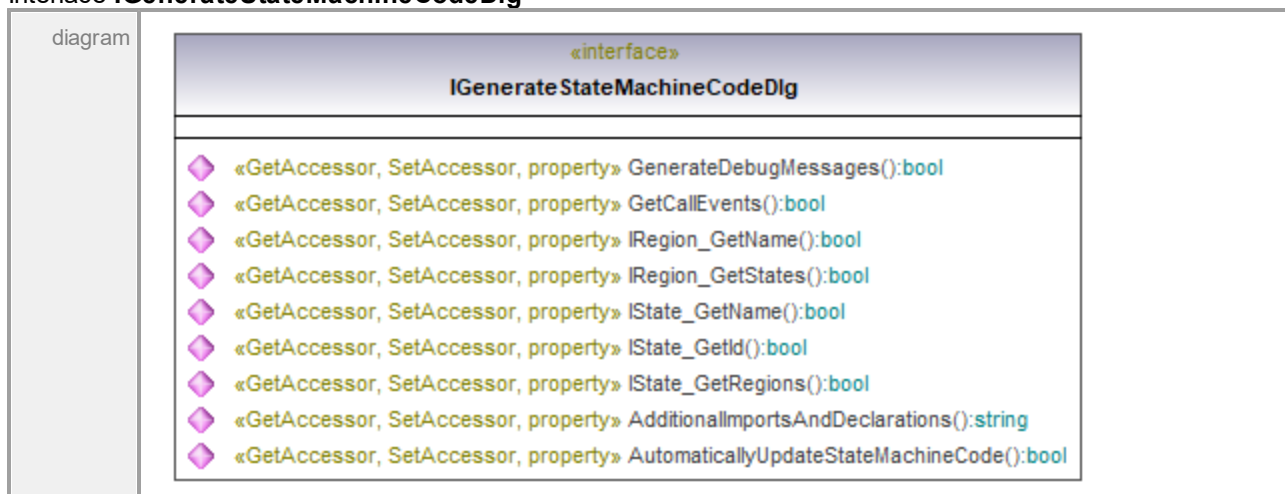 interface IGenerateStateMachineCodeDlg
diagram
«interface»
IGenerateStateMachineCodeDlg
«GetAccessor, SetAccessor, property» GenerateDebugMessages():bool
«GetAccessor, SetAccessor, property» GetCallEvents():bool
«GetAccessor, SetAccessor, property» IRegion_GetName():bool
«GetAccessor, SetAccessor, property» IRegion_GetStates():bool
«GetAccessor, SetAccessor, property» IState_GetName():bool
«GetAccessor, SetAccessor, property» IState_GetId():bool
«GetAccessor, SetAccessor, property» IState_GetRegions():bool
«GetAccessor, SetAccessor, property» AdditionalImportsAndDeclarations():string
«GetAccessor, SetAccessor, property» AutomaticallyUpdateStateMachineCode():bool